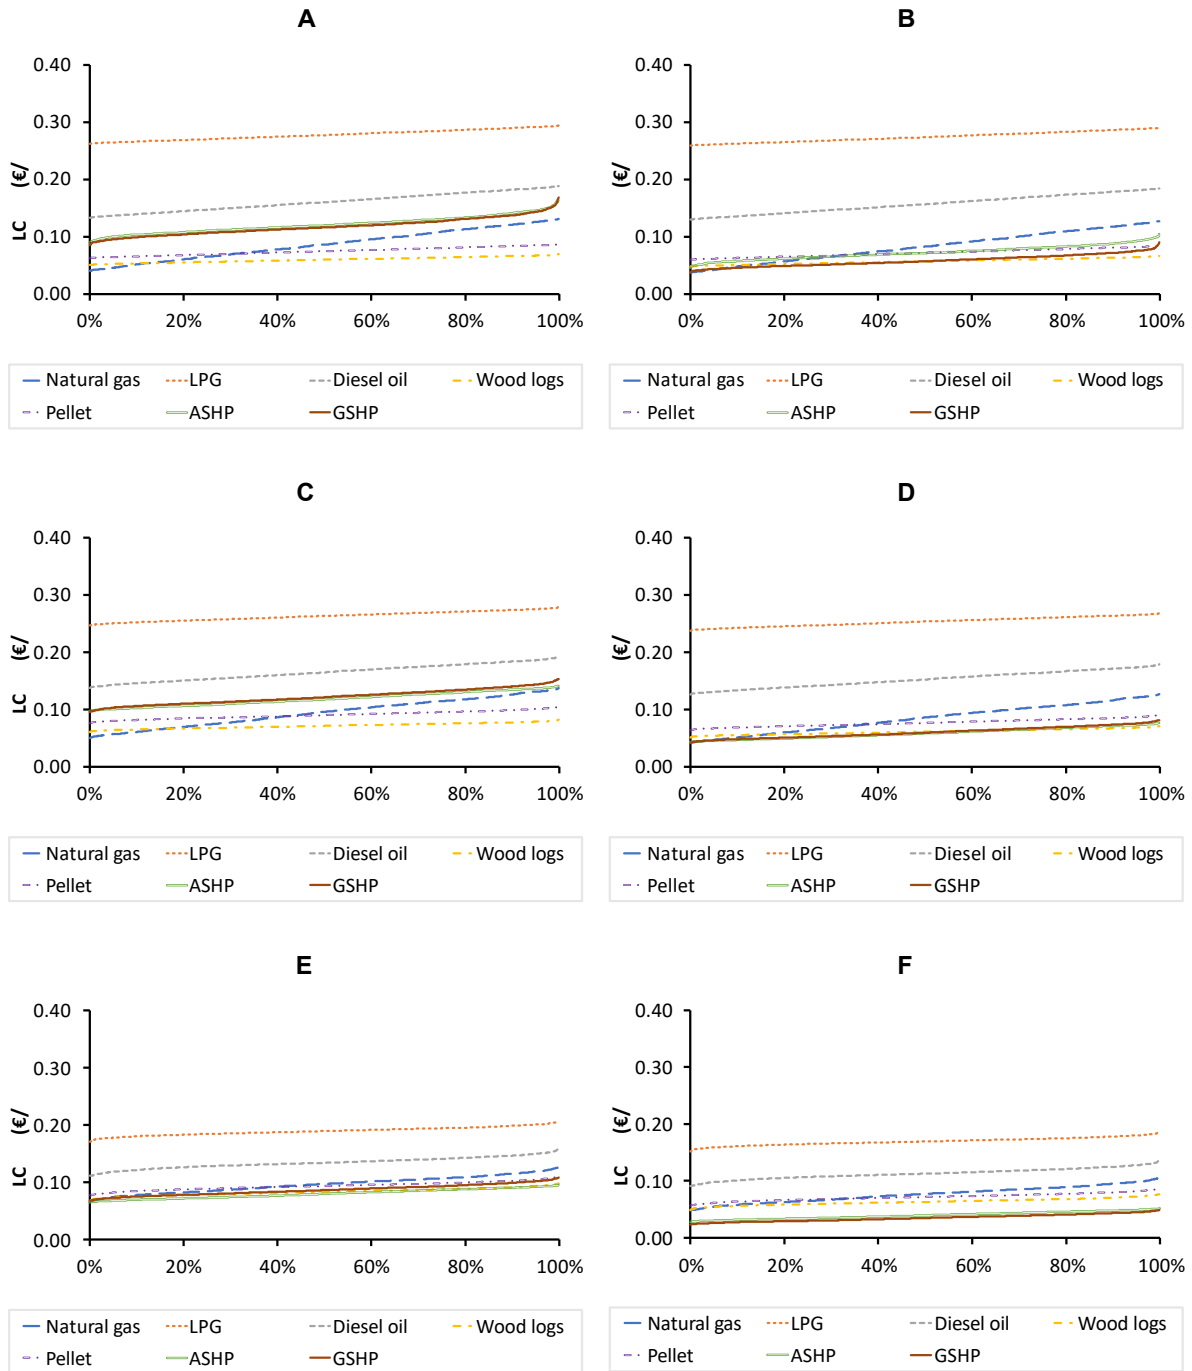 A B
0.40 0.40
0.30 0.30
(€/ (€/
0.20 0.20
0.10 0.10
LC LC
0.00 0.00
0% 20% 40% 60% 80% 100% 0% 20% 40% 60% 80% 100%
Natural gas LPG Diesel oil Wood logs Natural gas LPG Diesel oil Wood logs
Pellet ASHP GSHP Pellet ASHP GSHP
C D
0.40 0.40
0.30 0.30
(€/ (€/
0.20 0.20
0.10 0.10
LC LC
0.00 0.00
0% 20% 40% 60% 80% 100% 0% 20% 40% 60% 80% 100%
Natural gas LPG Diesel oil Wood logs Natural gas LPG Diesel oil Wood logs
Pellet ASHP GSHP Pellet ASHP GSHP
E F
0.40 0.40
0.30 0.30
(€/ (€/
0.20 0.20
0.10 0.10
LC LC
0.00 0.00
0% 20% 40% 60% 80% 100% 0% 20% 40% 60% 80% 100%
Natural gas LPG Diesel oil Wood logs Natural gas LPG Diesel oil Wood logs
Pellet ASHP GSHP Pellet ASHP GSHP